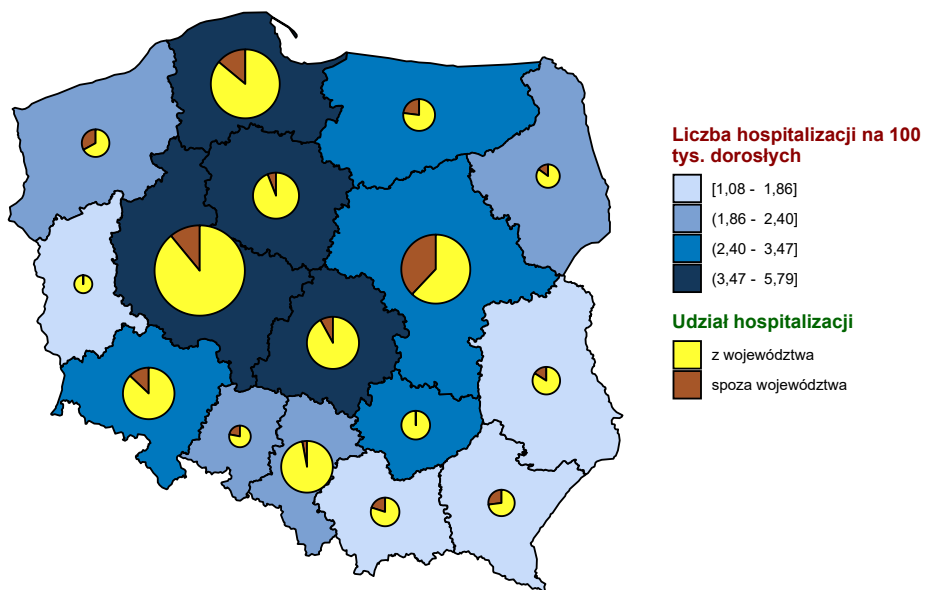 Liczba hospitalizacji na 100
tys. dorosłych
[1,08 - 1,86]
(1,86 - 2,40]
(2,40 - 3,47]
(3,47 - 5,79]
Udział hospitalizacji
z województwa
spoza województwa